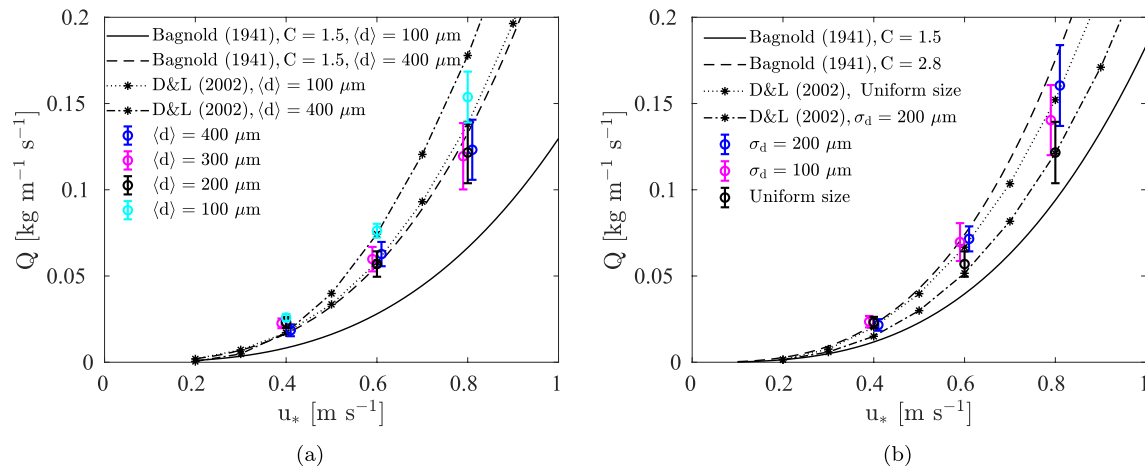 0.2
0.15
0.1
0.05
0
Q [kg m⁻¹ s⁻¹]
Bagnold (1941), C = 1.5, ⟨d⟩ = 100 μm
Bagnold (1941), C = 1.5, ⟨d⟩ = 400 μm
D&L (2002), ⟨d⟩ = 100 μm
D&L (2002), ⟨d⟩ = 400 μm
⟨d⟩ = 400 μm
⟨d⟩ = 300 μm
⟨d⟩ = 200 μm
⟨d⟩ = 100 μm
0 0.2 0.4 0.6 0.8 1
u* [m s⁻¹]
(a)
0.2
0.15
0.1
0.05
0
Q [kg m⁻¹ s⁻¹]
Bagnold (1941), C = 1.5
Bagnold (1941), C = 2.8
D&L (2002), Uniform size
D&L (2002), σd = 200 μm
σd = 200 μm
σd = 100 μm
Uniform size
0 0.2 0.4 0.6 0.8 1
u* [m s⁻¹]
(b)